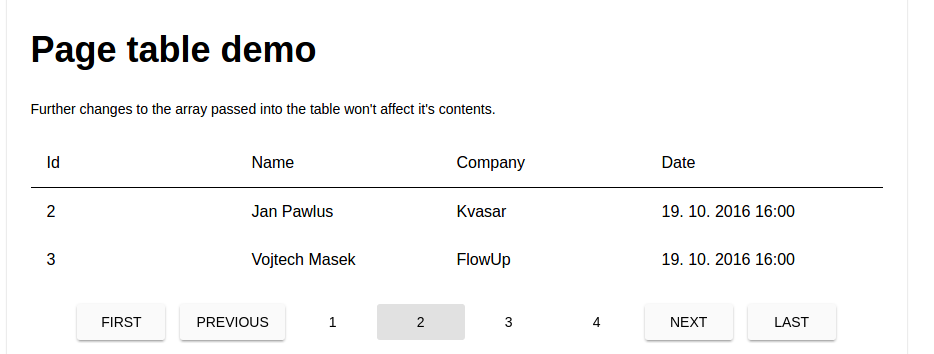 Page table demo
Further changes to the array passed into the table won't affect it's contents.
Id Name Company Date
2 Jan Pawlus Kvasar 19. 10. 2016 16:00
3 Vojtech Masek FlowUp 19. 10. 2016 16:00
FIRST PREVIOUS 1 2 3 4 NEXT LAST